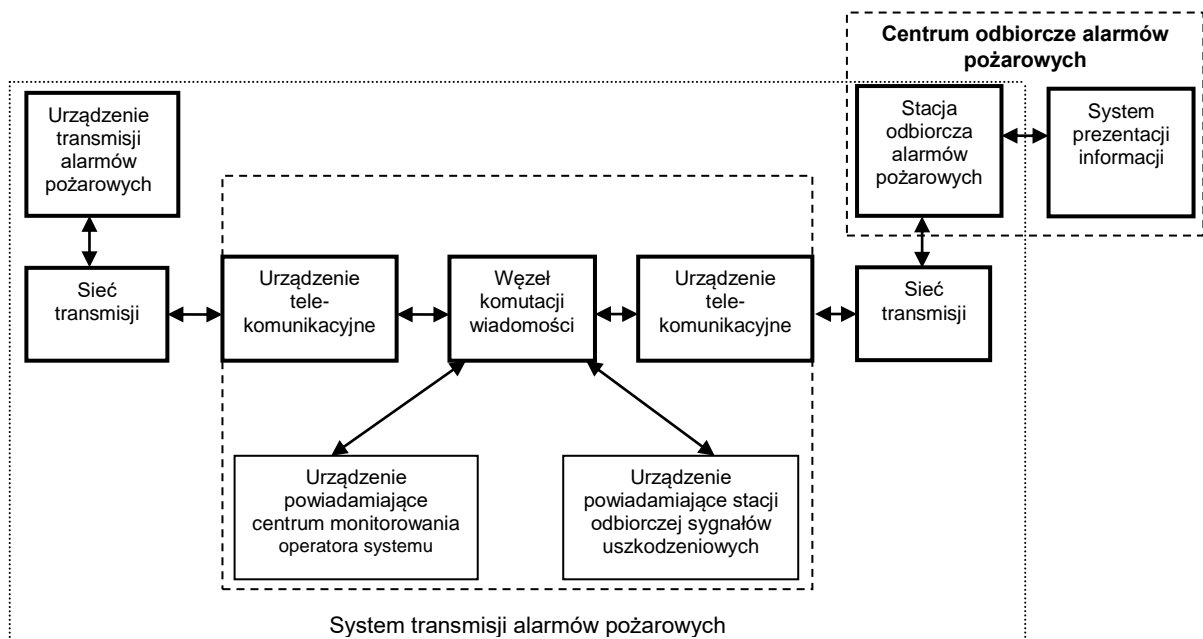 Centrum odbiorcze alarmów
pożarowych
Urządzenie
transmisji
alarmów
pożarowych
Stacja
odbiorcza
alarmów
pożarowych
System
prezentacji
informacji
Sieć
transmisji
Urządzenie
tele-
komunikacyjne
Węzeł
komutacji
wiadomości
Urządzenie
tele-
komunikacyjne
Sieć
transmisji
Urządzenie
powiadamiające
centrum monitorowania
operatora systemu
Urządzenie
powiadamiające stacji
odbiorczej sygnałów
uszkodzeniowych
System transmisji alarmów pożarowych